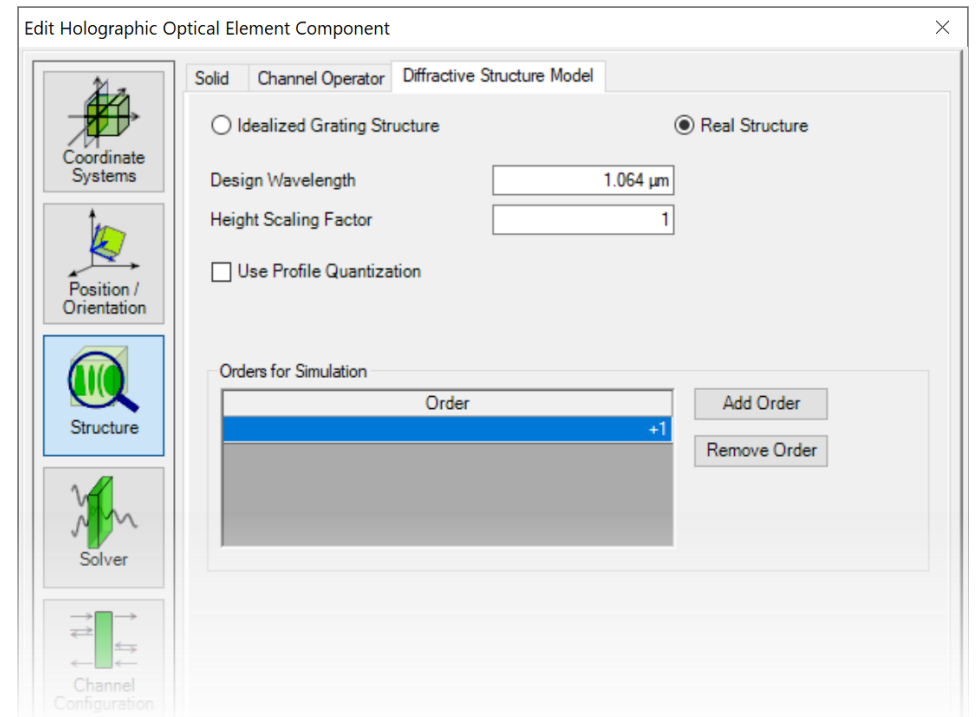 Edit Holographic Optical Element Component
Coordinate
Systems
Position /
Orientation
Structure
Solver
Channel
Configuration
Solid
Channel Operator
Diffractive Structure Model
Idealized Grating Structure
Real Structure
Design Wavelength
1.064 µm
Height Scaling Factor
1
Use Profile Quantization
Orders for Simulation
Order
+1
Add Order
Remove Order